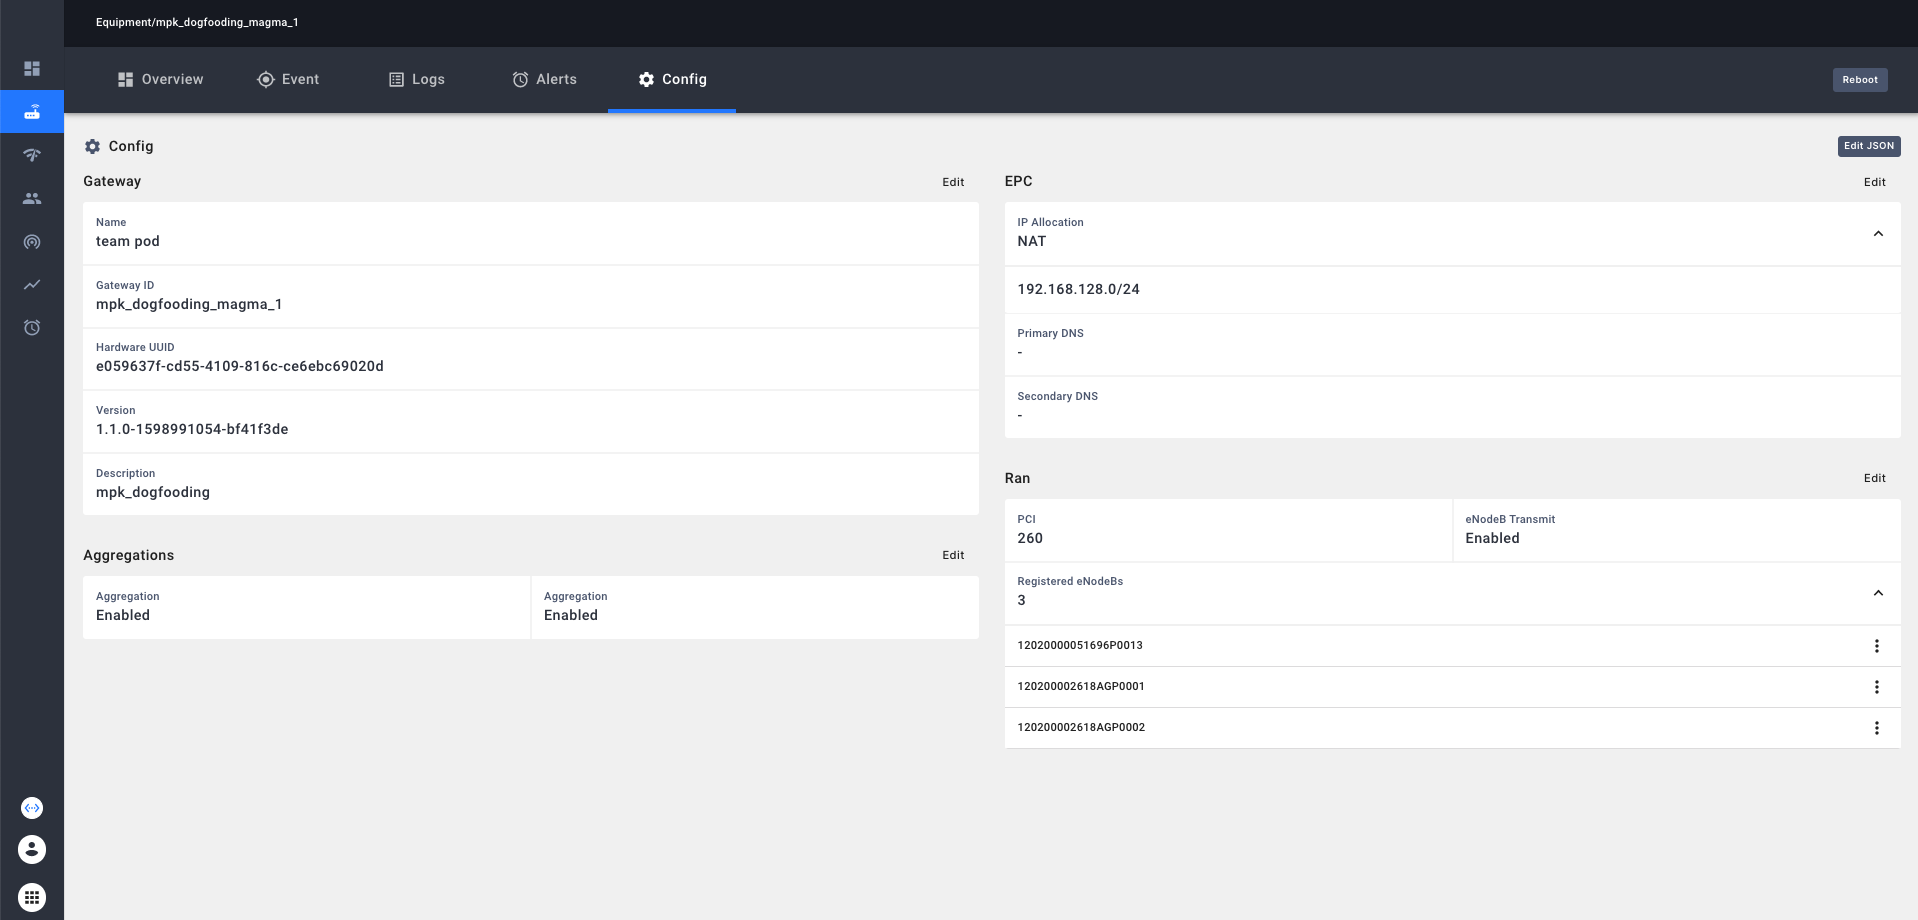 Equipment/mpk_dogfooding_magma_1
Overview
Event
Logs
Alerts
Config
Reboot
Config
Edit JSON
Gateway
Edit
Name
team pod
Gateway ID
mpk_dogfooding_magma_1
Hardware UUID
e059637f-cd55-4109-816c-ce6ebc69020d
Version
1.1.0-1598991054-bf41f3de
Description
mpk_dogfooding
Aggregations
Edit
Aggregation
Enabled
Aggregation
Enabled
EPC
Edit
IP Allocation
NAT
192.168.128.0/24
Primary DNS
-
Secondary DNS
-
Ran
Edit
PCI
260
eNodeB Transmit
Enabled
Registered eNodeBs
3
12020000051696P0013
120200002618AGP0001
120200002618AGP0002